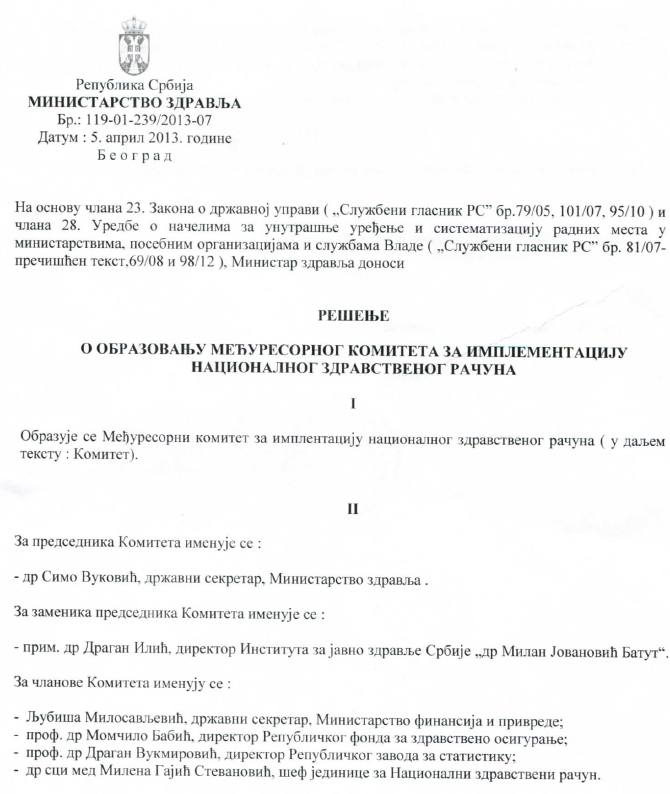 Република Србија
МИНИСТАРСТВО ЗДРАВЉА
Бр.: 119-01-239/2013-07
Датум : 5. април 2013. године
Београд
На основу члана 23. Закона о државној управи ( „Службени гласник РС” бр.79/05, 101/07, 95/10 ) и
члана 28. Уредбе о начелима за унутрашње уређење и систематизацију радних места у
министарствима, посебним организацијама и службама Владе ( „Службени гласник РС” бр. 81/07-
пречишћен текст,69/08 и 98/12 ), Министар здравља доноси
РЕШЕЊЕ
О ОБРАЗОВАЊУ МЕЂУРЕСОРНОГ КОМИТЕТА ЗА ИМПЛЕМЕНТАЦИЈУ
НАЦИОНАЛНОГ ЗДРАВСТВЕНОГ РАЧУНА
I
Образује се Међуресорни комитет за имплентацију националног здравственог рачуна ( у даљем
тексту : Комитет).
II
За председника Комитета именује се :
- др Симо Вуковић, државни секретар, Министарство здравља .
За заменика председника Комитета именује се :
- прим. др Драган Илић, директор Института за јавно здравље Србије „др Милан Јовановић Батут“.
За чланове Комитета именују се :
- Љубиша Милосављевић, државни секретар, Министарство финансија и привреде;
- проф. др Момчило Бабић, директор Републичког фонда за здравствено осигурање;
- проф. др Драган Вукмировић, директор Републичког завода за статистику;
- др сци мед Милена Гајић Стевановић, шеф јединице за Национални здравствени рачун.